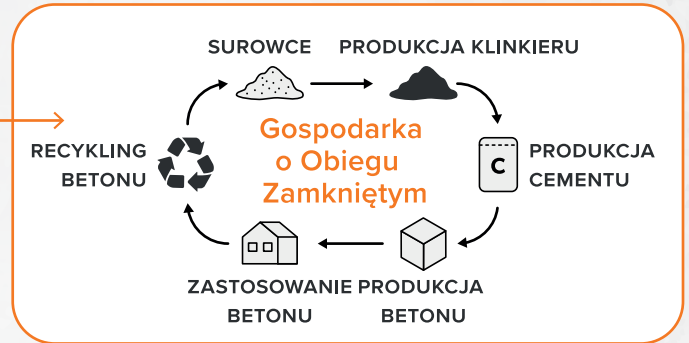 SUROWCE
PRODUKCJA KLINKIERU
Gospodarka
o Obiegu
Zamkniętym
RECYKLING
BETONU
C
PRODUKCJA
CEMENTU
ZASTOSOWANIE
BETONU
PRODUKCJA
BETONU